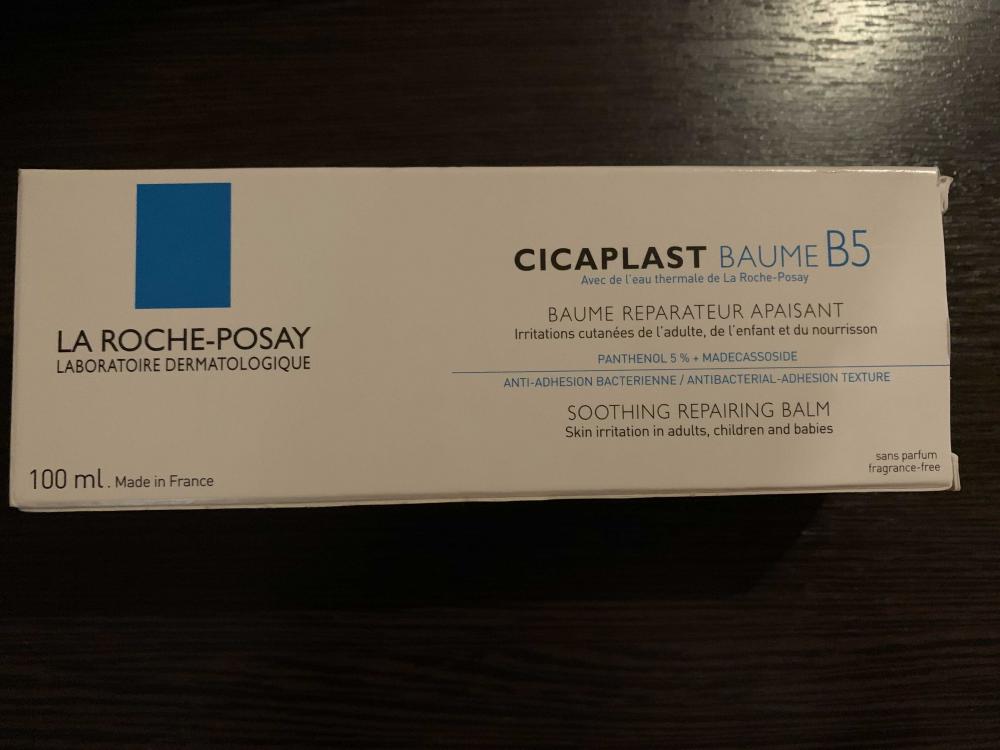 LA ROCHE-POSAY
LABORATOIRE DERMATOLOGIQUE
100 ml. Made in France
CICAPLAST BAUME B5
Avec de l'eau thermale de La Roche-Posay
BAUME REPARATEUR APAISANT
Irritations cutanées de l'adulte, de l'enfant et du nourrisson
PANTHENOL 5 % + MADECASSOSIDE
ANTI-ADHESION BACTERIENNE / ANTIBACTERIAL-ADHESION TEXTURE
SOOTHING REPAIRING BALM
Skin irritation in adults, children and babies
sans parfum
fragrance-free